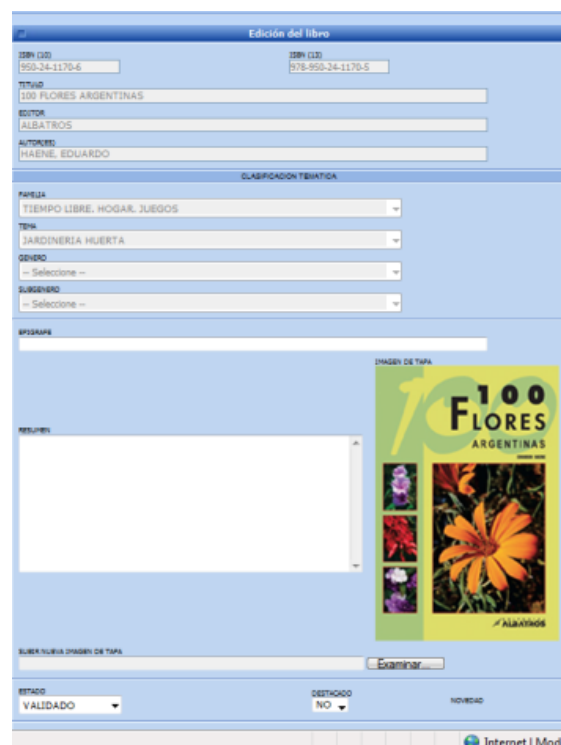 Edición del libro
ISBN (10)
ISBN (13)
950-24-1170-6
978-950-24-1170-5
TITULO
100 FLORES ARGENTINAS
EDITOR
ALBATROS
AUTOR(ES)
HAENE, EDUARDO
CLASIFICACION TEMATICA
FAMILIA
TIEMPO LIBRE. HOGAR. JUEGOS
TEMA
JARDINERIA HUERTA
GENERO
-- Seleccione --
SUBGENERO
-- Seleccione --
EPIGRAFE
IMAGEN DE TAPA
100
100
FLORES
ARGENTINAS
ALBATROS
RESUMEN
SUBIR NUEVA IMAGEN DE TAPA
Examinar...
ESTADO
DESTACADO
NOVEDAD
VALIDADO
NO
Internet | Mod